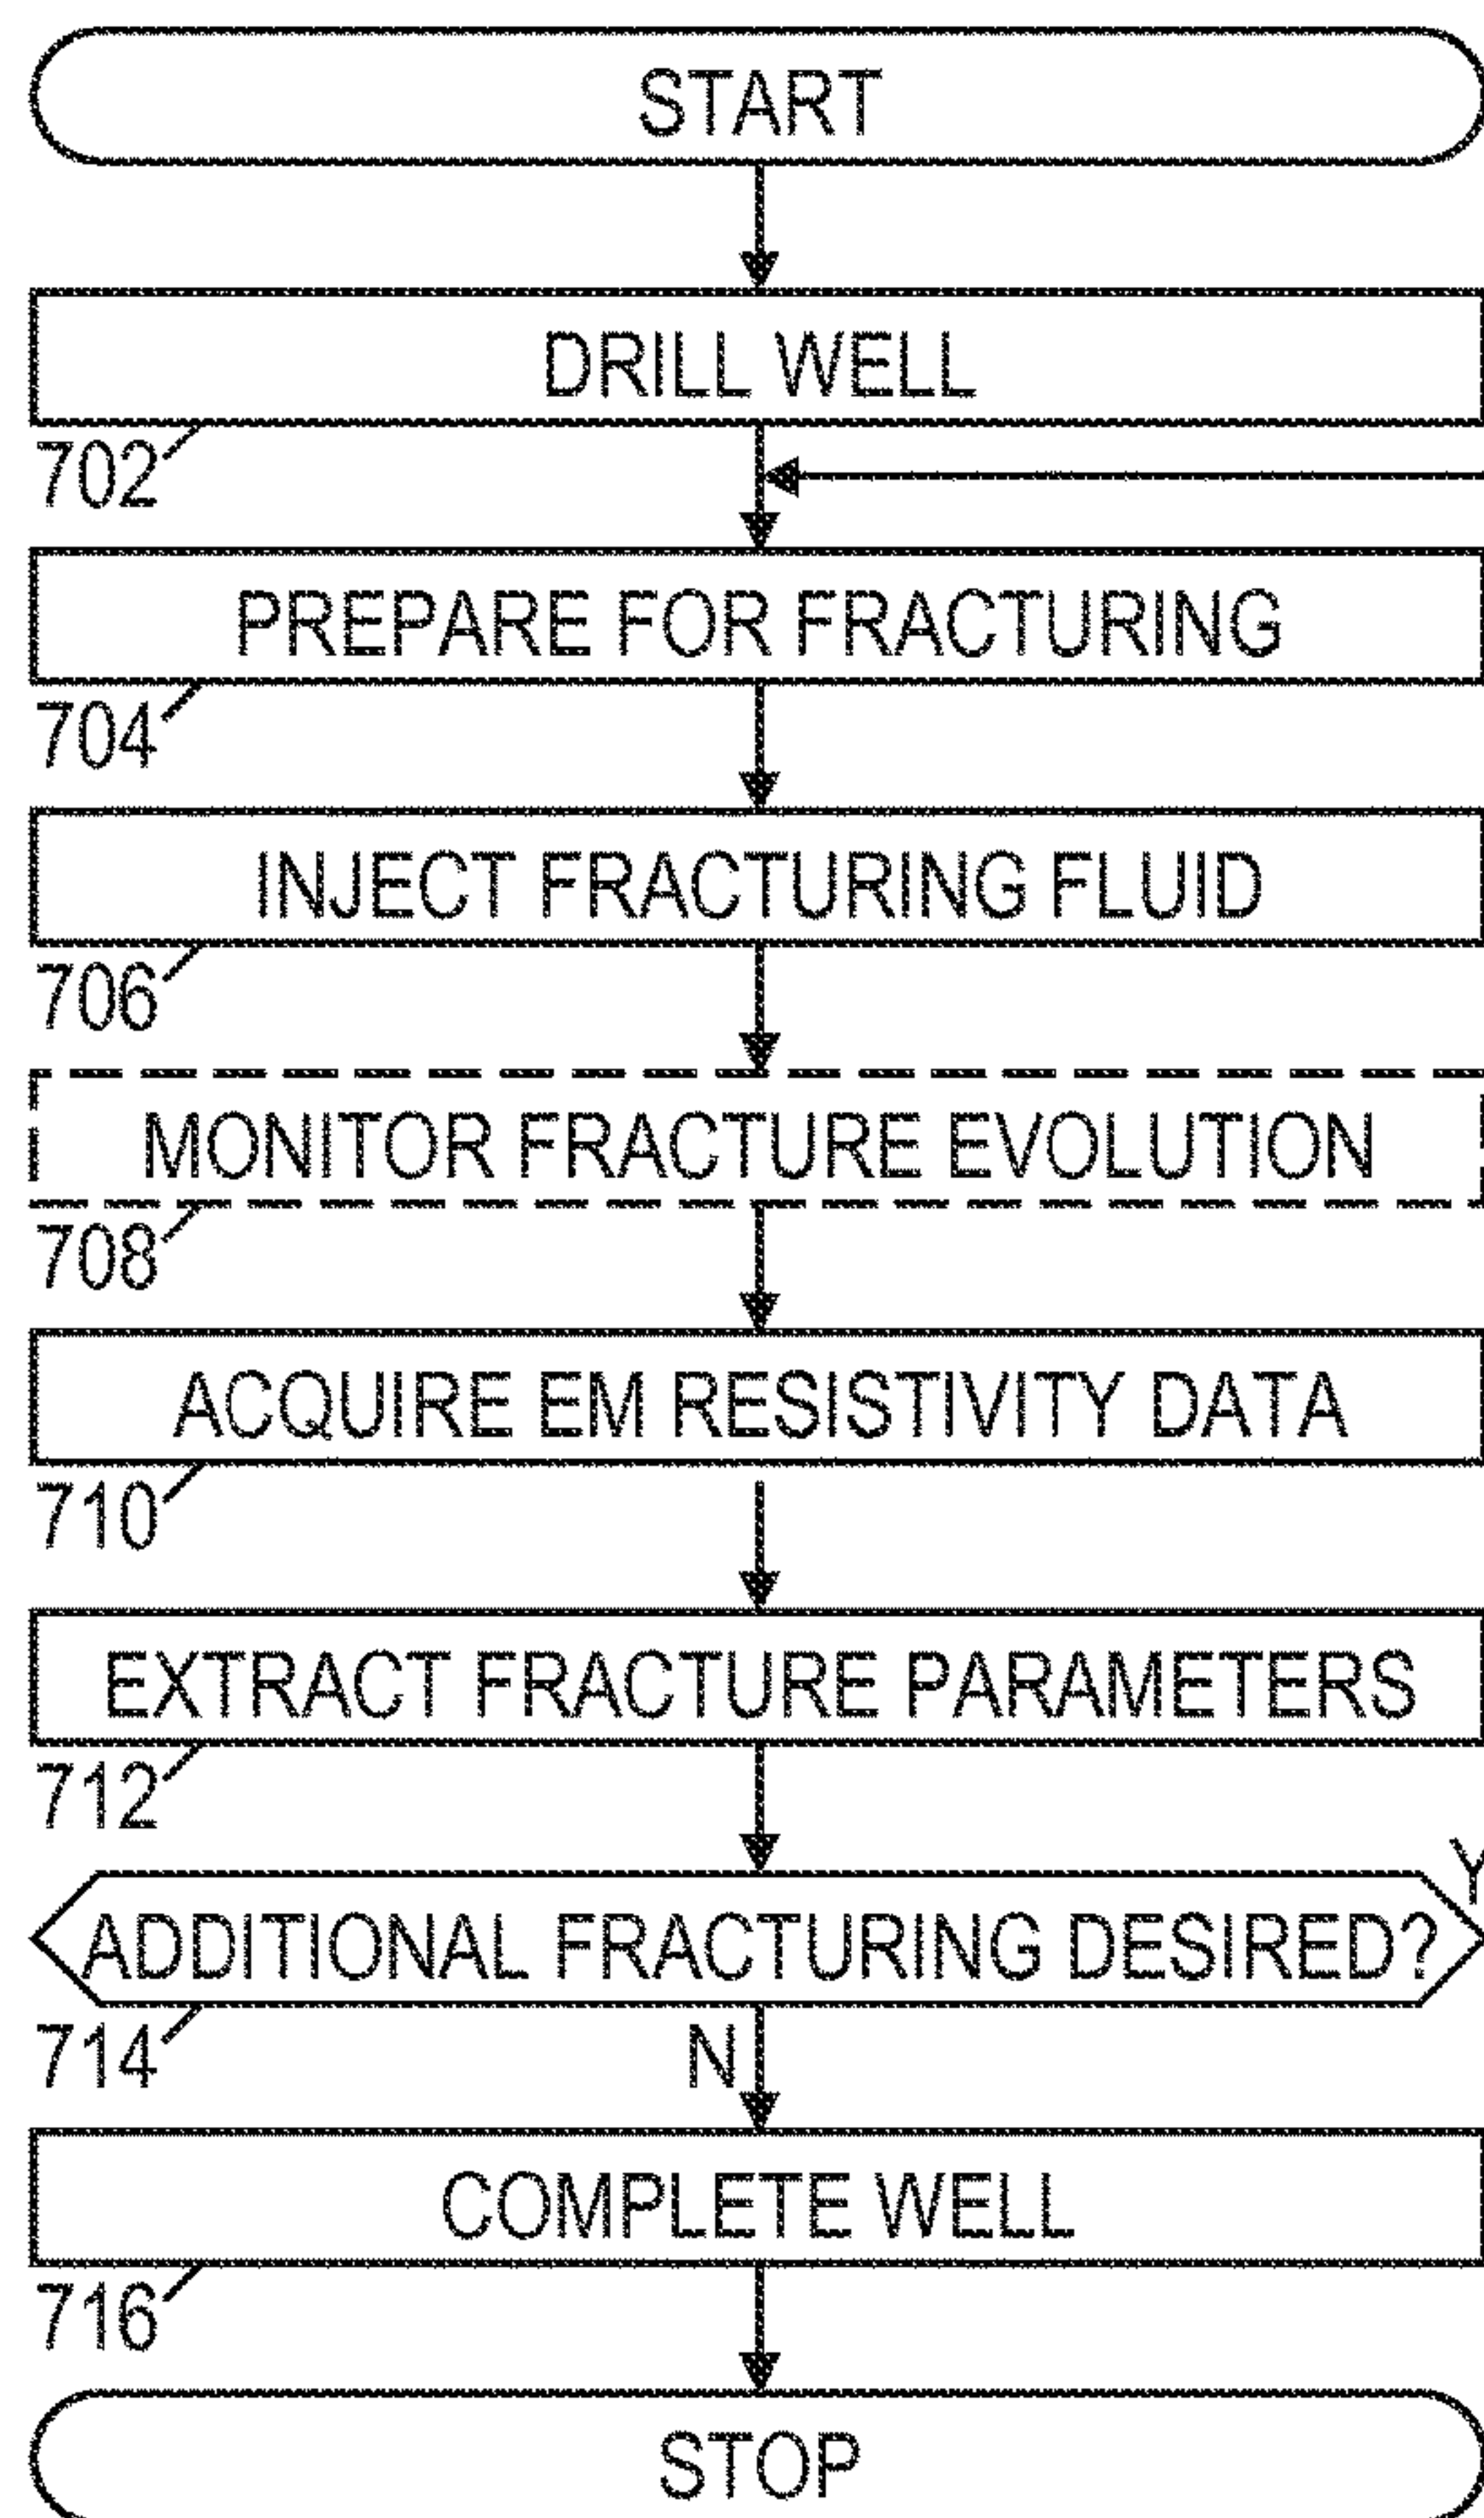 START
DRILL WELL
702
PREPARE FOR FRACTURING
704
INJECT FRACTURING FLUID
706
MONITOR FRACTURE EVOLUTION
708
ACQUIRE EM RESISTIVITY DATA
710
EXTRACT FRACTURE PARAMETERS
712
Y
ADDITIONAL FRACTURING DESIRED?
714
N
COMPLETE WELL
716
STOP